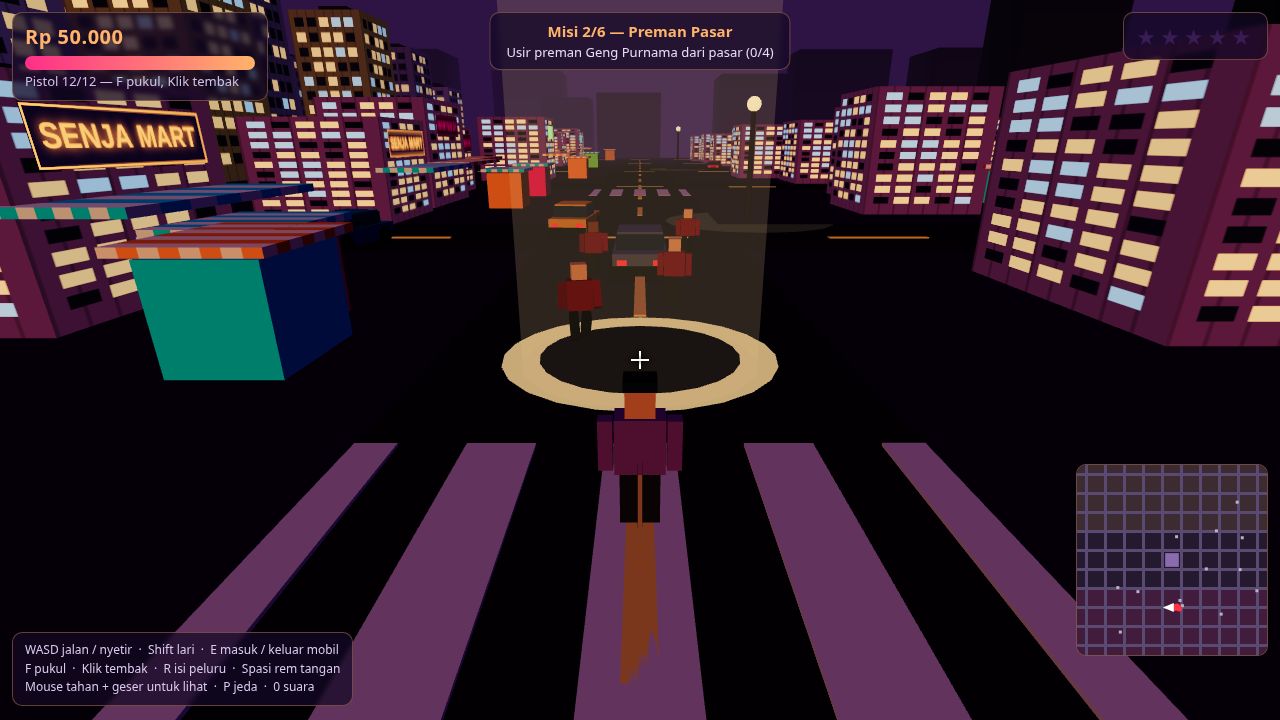 Rp 50.000
Pistol 12/12 — F pukul, Klik tembak
Misi 2/6 — Preman Pasar
Usir preman Geng Purnama dari pasar (0/4)
★★★★★
SENJA MART
SENJA MART
WASD jalan / nyetir · Shift lari · E masuk / keluar mobil
F pukul · Klik tembak · R isi peluru · Spasi rem tangan
Mouse tahan + geser untuk lihat · P jeda · 0 suara